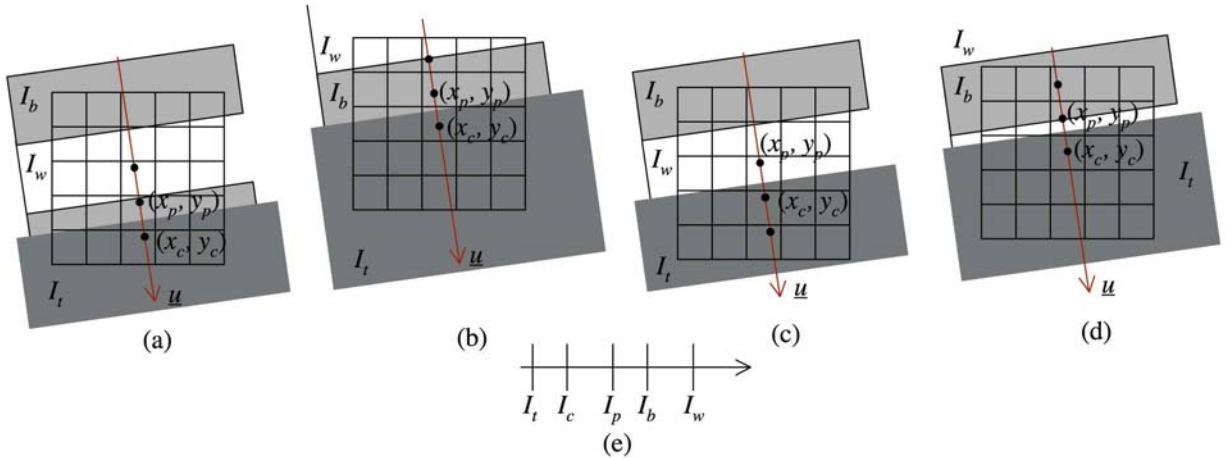 I_b
I_w
(x_p, y_p)
(x_c, y_c)
I_t
u
(a)
I_w
I_b
(x_p, y_p)
(x_c, y_c)
I_t
u
(b)
I_b
I_w
(x_p, y_p)
(x_c, y_c)
I_t
u
(c)
I_w
I_b
(x_p, y_p)
(x_c, y_c)
I_t
u
(d)
I_t I_c I_p I_b I_w
(e)